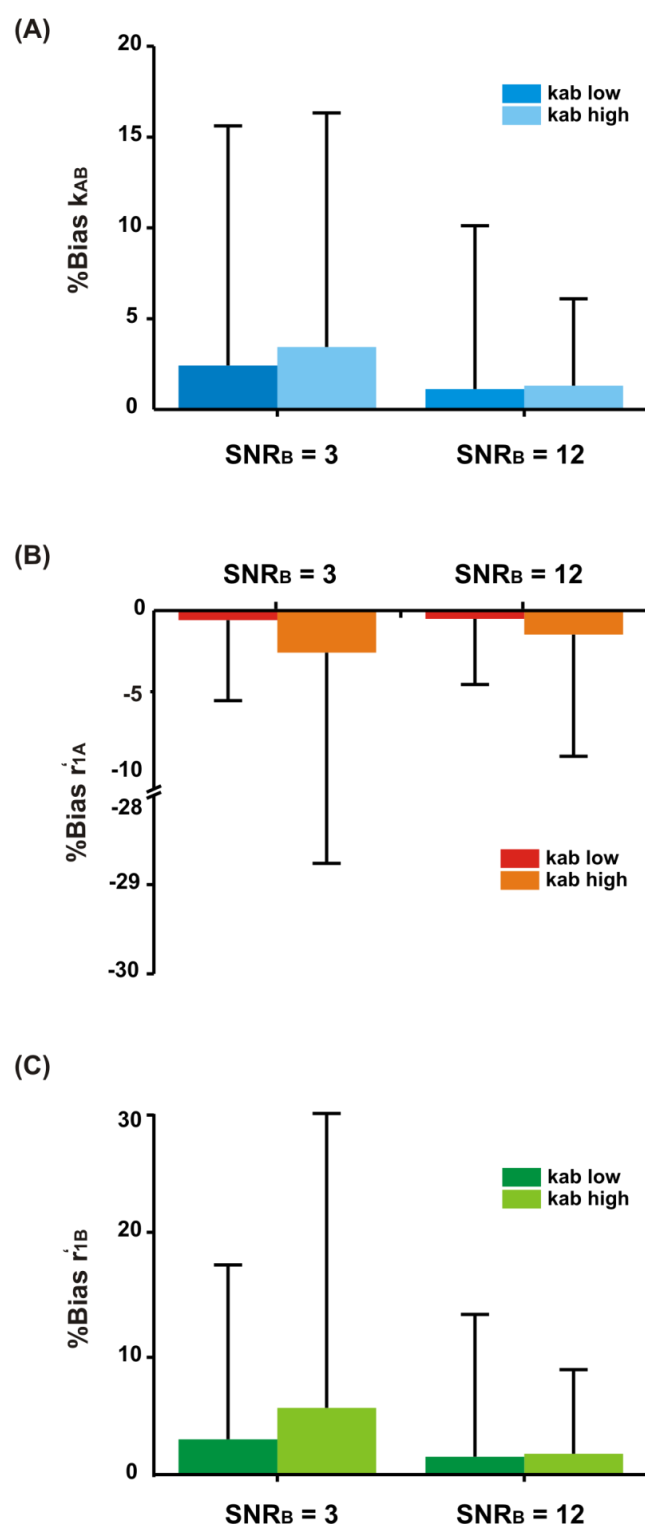 (A)
20
15
10
5
0
%Bias kAB
kab low
kab high
SNRB = 3
SNRB = 12
(B)
SNRB = 3
SNRB = 12
0
-5
-10
-28
-29
-30
%Bias r‘1A
kab low
kab high
(C)
30
20
10
0
%Bias r‘1B
kab low
kab high
SNRB = 3
SNRB = 12